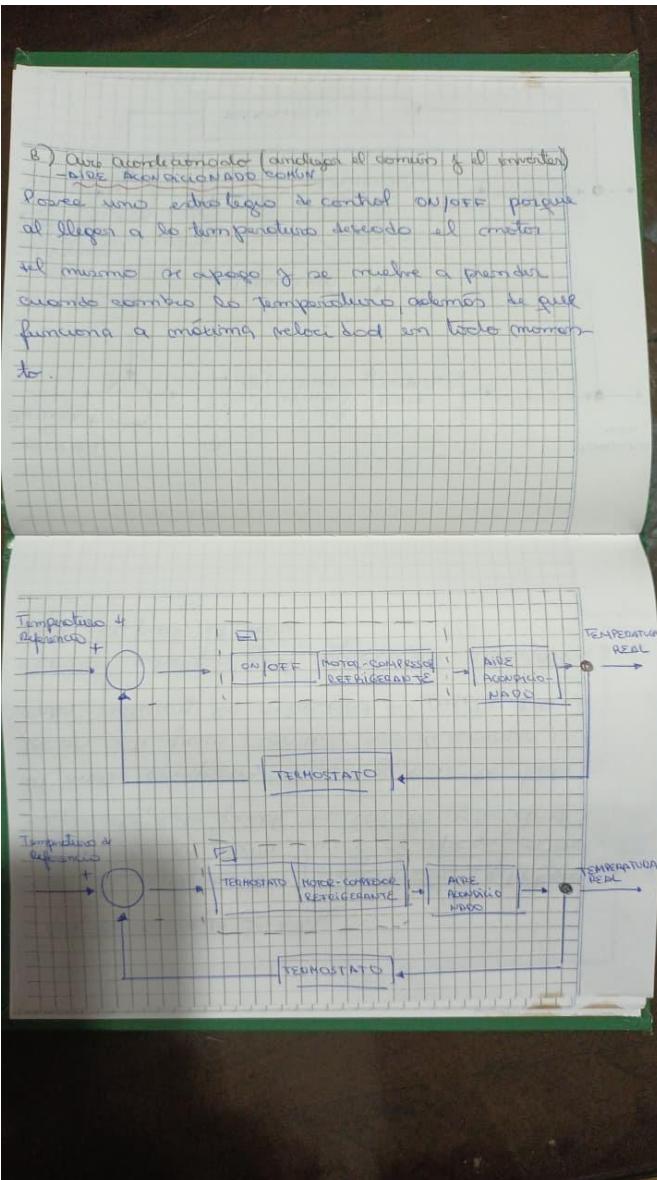 B) aire acondicionado (analizar el común y el inverter)
-AIRE ACONDICIONADO COMÚN
Posee una estrategia de control ON/OFF porque
al llegar a la temperatura deseada el motor
del mismo se apaga y se vuelve a prender
cuando cambia la temperatura, además de que
funciona a máxima velocidad en todo momen-
to.
Temperatura de
Referencia
+
ON/OFF
MOTOR-COMPRESOR
REFRIGERANTE
AIRE
ACONDICIO-
NADO
TEMPERATURA
REAL
TERMOSTATO
Temperatura de
Referencia
+
TERMOSTATO
MOTOR-COMPRESOR
REFRIGERANTE
AIRE
ACONDICIO
NADO
TEMPERATURA
REAL
TERMOSTATO